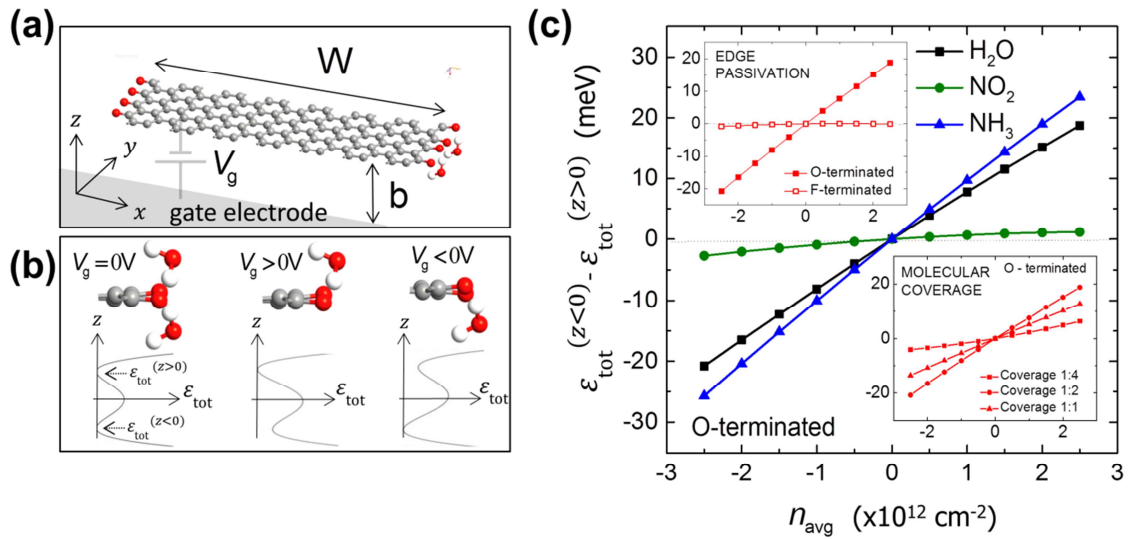 (a)
W
z
y
x
V_g
b
gate electrode
(b)
V_g=0V
V_g>0V
V_g<0V
z
z
z
ε_tot^(z>0)
ε_tot
ε_tot
ε_tot
ε_tot^(z<0)
(c)
ε_tot^(z<0) - ε_tot^(z>0) (meV)
30
20
10
0
-10
-20
-30
H₂O
NO₂
NH₃
EDGE
PASSIVATION
20
10
0
-10
-20
O-terminated
F-terminated
-2
0
2
MOLECULAR
COVERAGE
O - terminated
20
0
-20
Coverage 1:4
Coverage 1:2
Coverage 1:1
-2
0
2
O-terminated
-3
-2
-1
0
1
2
3
n_avg (x10¹² cm⁻²)